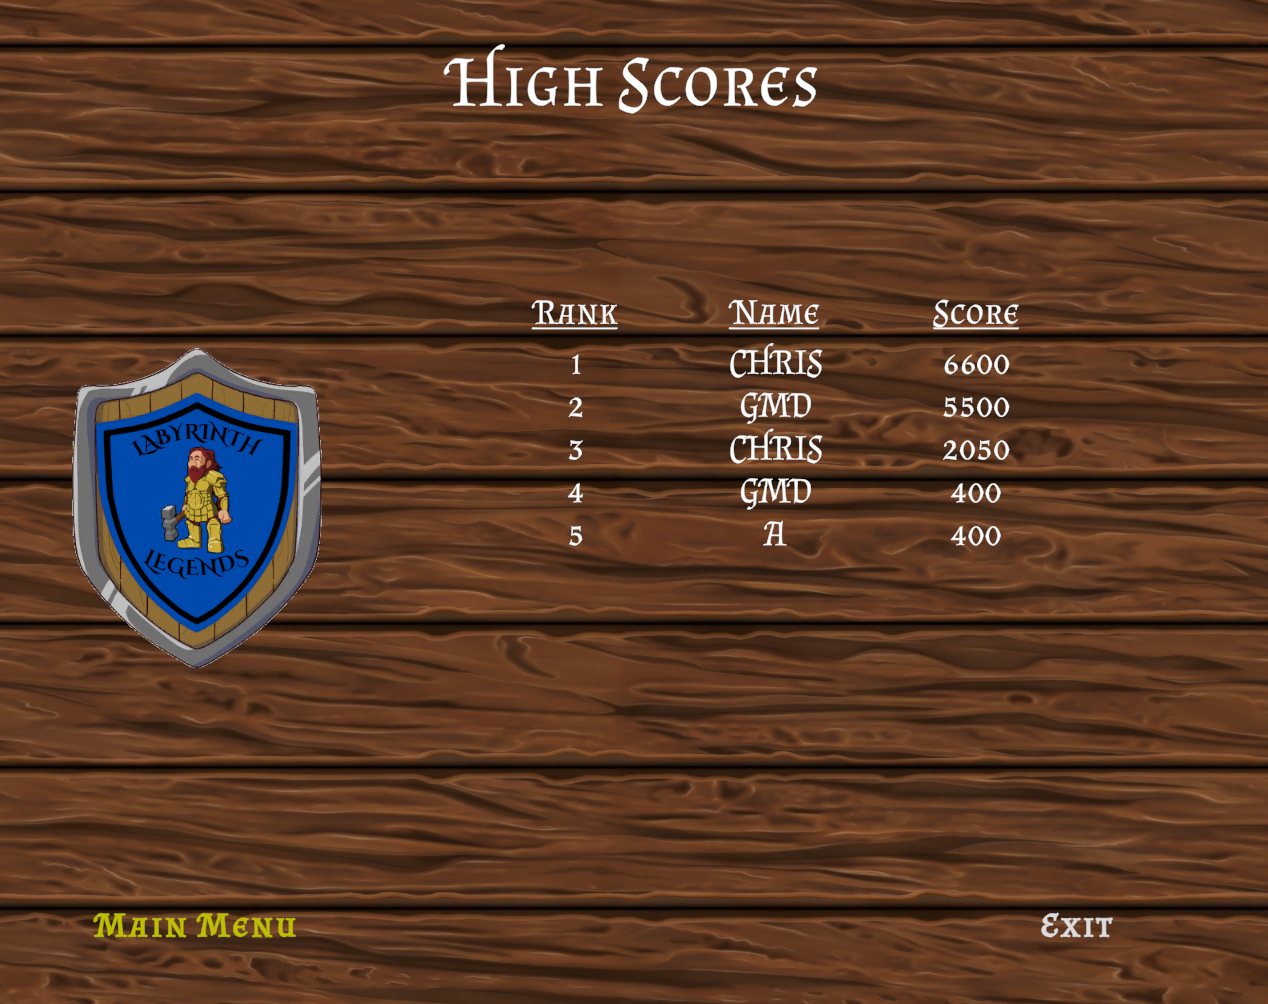 High Scores
Rank Name Score
1 CHRIS 6600
2 GMD 5500
3 CHRIS 2050
4 GMD 400
5 A 400
LABYRINTH
LEGENDS
Main Menu Exit